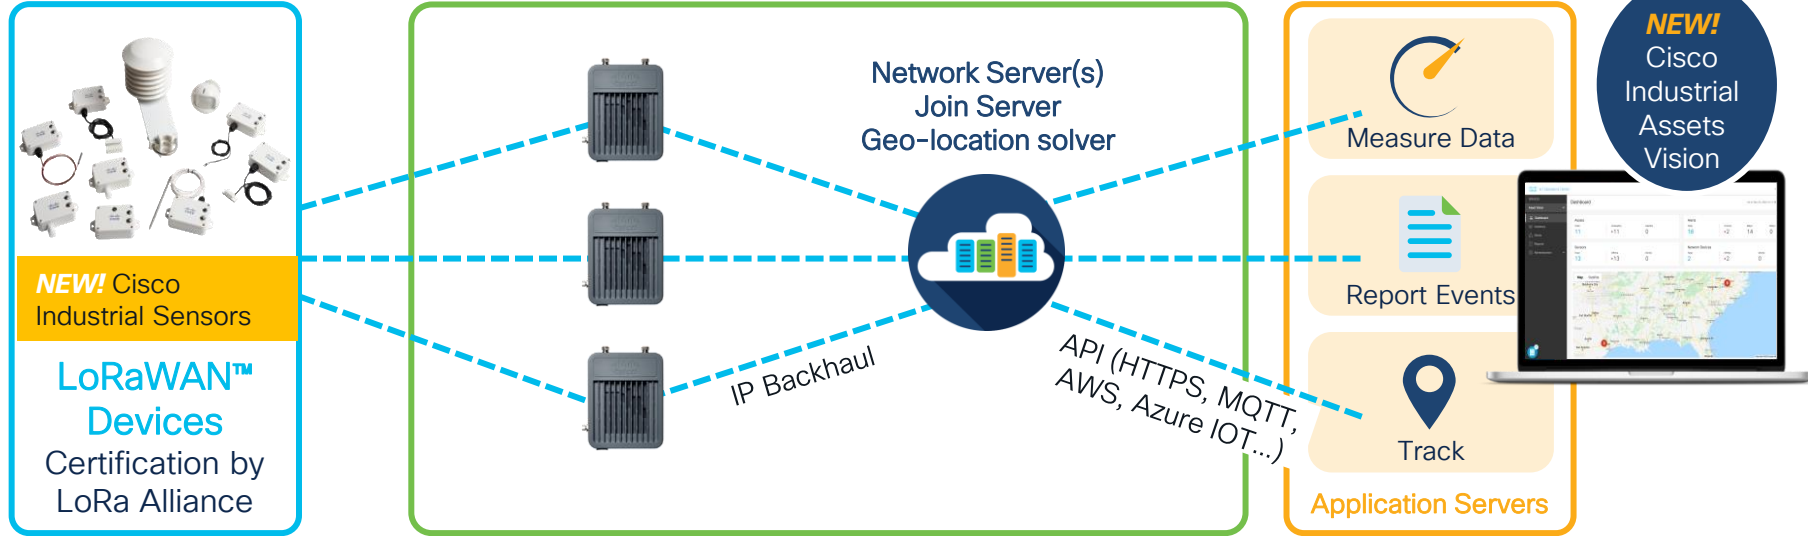 NEW! Cisco
Industrial Sensors
LoRaWAN™
Devices
Certification by
LoRa Alliance
Network Server(s)
Join Server
Geo-location solver
IP Backhaul
API (HTTPS, MQTT,
AWS, Azure IOT...)
Measure Data
Report Events
Track
Application Servers
NEW!
Cisco
Industrial
Assets
Vision
Dashboard